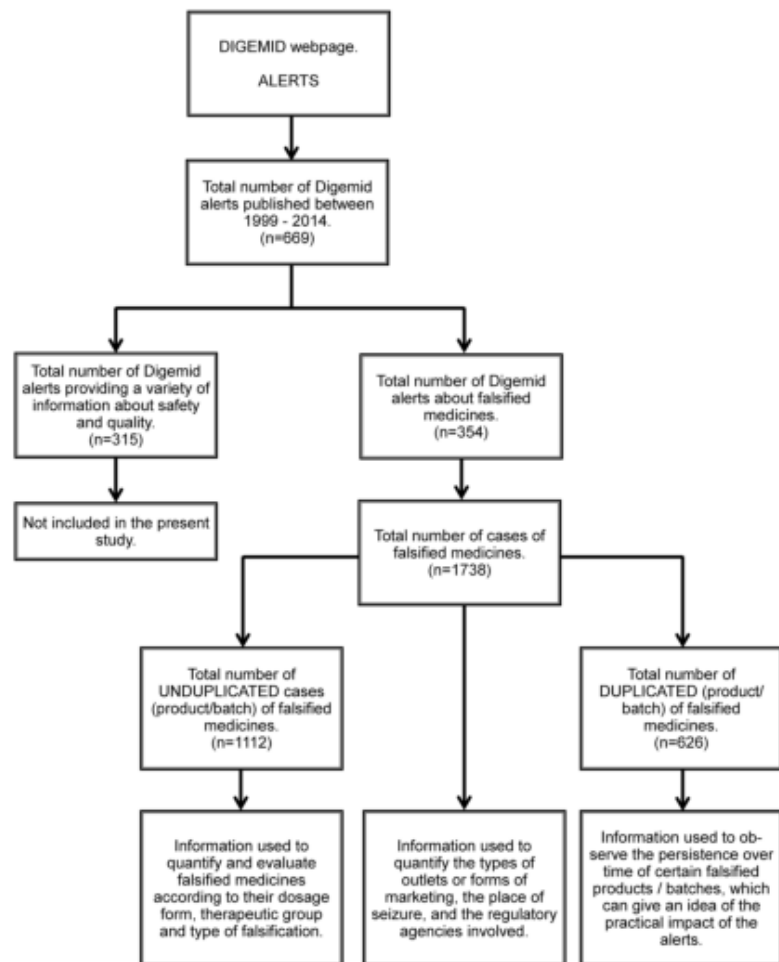 DIGEMID webpage.
ALERTS
Total number of Digemid
alerts published between
1999 - 2014.
(n=669)
Total number of Digemid
alerts providing a variety of
information about safety
and quality.
(n=315)
Total number of Digemid
alerts about falsified
medicines.
(n=354)
Not included in the present
study.
Total number of cases of
falsified medicines.
(n=1738)
Total number of
UNDUPLICATED cases
(product/batch) of falsified
medicines.
(n=1112)
Total number of
DUPLICATED (product/
batch) of falsified
medicines.
(n=626)
Information used to
quantify and evaluate
falsified medicines
according to their dosage
form, therapeutic group
and type of falsification.
Information used to
quantify the types of
outlets or forms of
marketing, the place of
seizure, and the regulatory
agencies involved.
Information used to ob-
serve the persistence over
time of certain falsified
products / batches, which
can give an idea of the
practical impact of the
alerts.